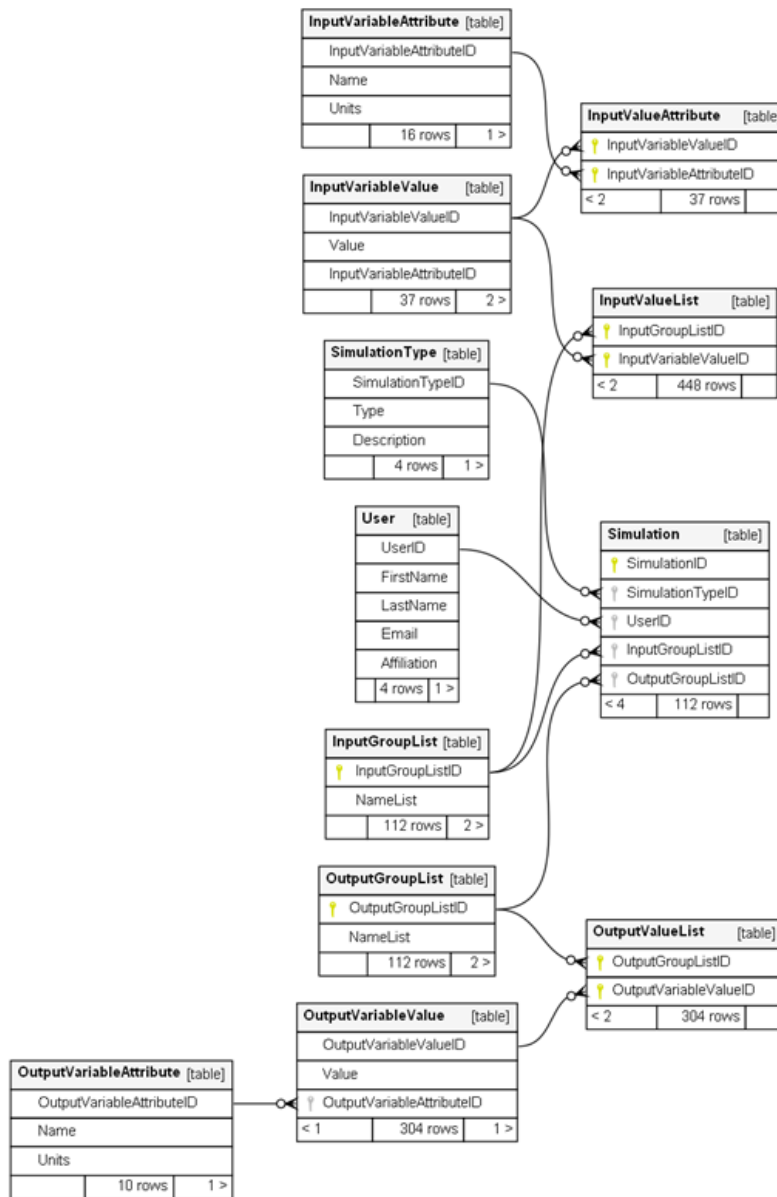 InputVariableAttribute [table]
InputVariableAttributeID
Name
Units
16 rows 1 >
InputValueAttribute [table]
InputVariableValueID
InputVariableAttributeID
< 2 37 rows
InputVariableValue [table]
InputVariableValueID
Value
InputVariableAttributeID
37 rows 2 >
InputValueList [table]
InputGroupListID
InputVariableValueID
< 2 448 rows
SimulationType [table]
SimulationTypeID
Type
Description
4 rows 1 >
User [table]
UserID
FirstName
LastName
Email
Affiliation
4 rows 1 >
Simulation [table]
SimulationID
SimulationTypeID
UserID
InputGroupListID
OutputGroupListID
< 4 112 rows
InputGroupList [table]
InputGroupListID
NameList
112 rows 2 >
OutputGroupList [table]
OutputGroupListID
NameList
112 rows 2 >
OutputValueList [table]
OutputGroupListID
OutputVariableValueID
< 2 304 rows
OutputVariableValue [table]
OutputVariableValueID
Value
OutputVariableAttributeID
< 1 304 rows 1 >
OutputVariableAttribute [table]
OutputVariableAttributeID
Name
Units
10 rows 1 >